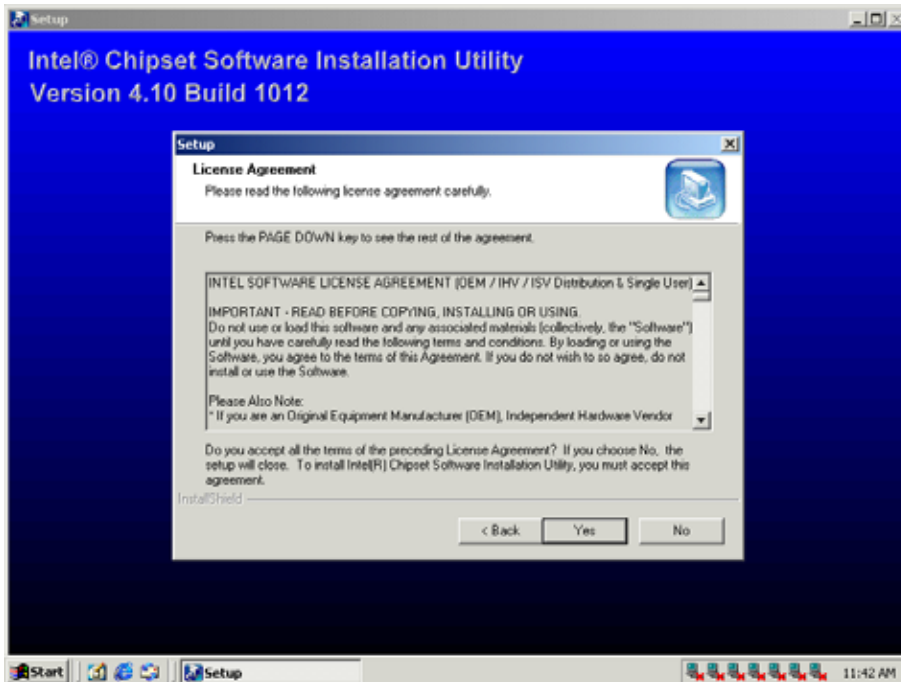 Setup
Intel® Chipset Software Installation Utility
Version 4.10 Build 1012
Setup
License Agreement
Please read the following license agreement carefully.
Press the PAGE DOWN key to see the rest of the agreement.
INTEL SOFTWARE LICENSE AGREEMENT (OEM / IHV / ISV Distribution & Single User)
IMPORTANT - READ BEFORE COPYING, INSTALLING OR USING.
Do not use or load this software and any associated materials (collectively, the "Software")
until you have carefully read the following terms and conditions. By loading or using the
Software, you agree to the terms of this Agreement. If you do not wish to so agree, do not
install or use the Software.
Please Also Note:
* If you are an Original Equipment Manufacturer (OEM), Independent Hardware Vendor
Do you accept all the terms of the preceding License Agreement? If you choose No, the
setup will close. To install Intel(R) Chipset Software Installation Utility, you must accept this
agreement.
InstallShield
< Back
Yes
No
Start
Setup
11:42 AM